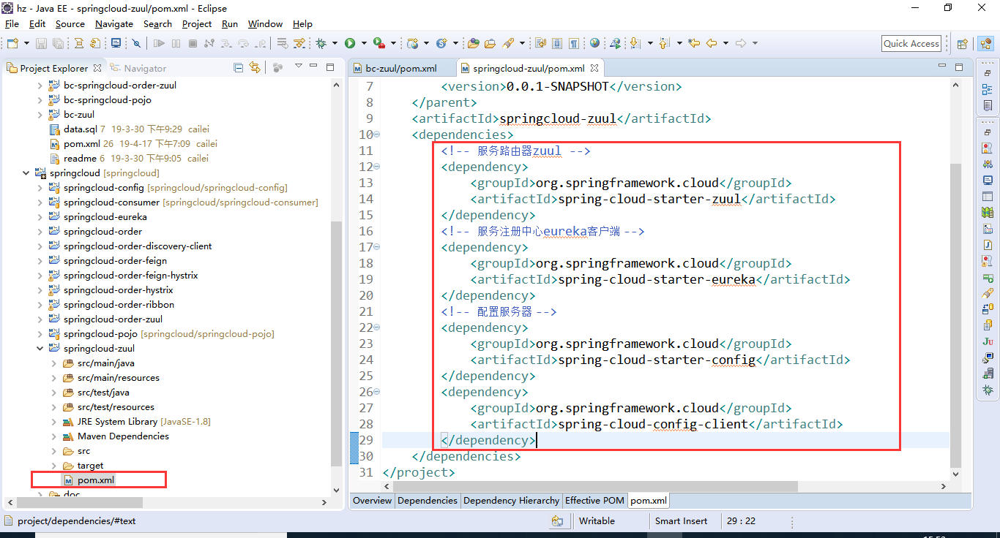 hz - Java EE - springcloud-zuul/pom.xml - Eclipse
File Edit Source Navigate Search Project Run Window Help
Quick Access
Project Explorer Navigator
bc-springcloud-order-zuul
bc-springcloud-pojo
bc-zuul
data.sql 7 19-3-30 下午9:29 cailei
pom.xml 26 19-4-17 下午7:09 cailei
readme 6 19-3-30 下午9:05 cailei
springcloud [springcloud]
springcloud-config [springcloud/springcloud-config]
springcloud-consumer [springcloud/springcloud-consumer]
springcloud-eureka
springcloud-order
springcloud-order-discovery-client
springcloud-order-feign
springcloud-order-feign-hystrix
springcloud-order-hystrix
springcloud-order-ribbon
springcloud-order-zuul
springcloud-pojo [springcloud/springcloud-pojo]
springcloud-zuul
src/main/java
src/main/resources
src/test/java
src/test/resources
JRE System Library [JavaSE-1.8]
Maven Dependencies
src
target
pom.xml
doc
bc-zuul/pom.xml springcloud-zuul/pom.xml
7 <version>0.0.1-SNAPSHOT</version>
8 </parent>
9 <artifactId>springcloud-zuul</artifactId>
10 <dependencies>
11 <!-- 服务路由器zuul -->
12 <dependency>
13 <groupId>org.springframework.cloud</groupId>
14 <artifactId>spring-cloud-starter-zuul</artifactId>
15 </dependency>
16 <!-- 服务注册中心eureka客户端 -->
17 <dependency>
18 <groupId>org.springframework.cloud</groupId>
19 <artifactId>spring-cloud-starter-eureka</artifactId>
20 </dependency>
21 <!-- 配置服务器 -->
22 <dependency>
23 <groupId>org.springframework.cloud</groupId>
24 <artifactId>spring-cloud-starter-config</artifactId>
25 </dependency>
26 <dependency>
27 <groupId>org.springframework.cloud</groupId>
28 <artifactId>spring-cloud-config-client</artifactId>
29 </dependency>
30 </dependencies>
31 </project>
Overview Dependencies Dependency Hierarchy Effective POM pom.xml
project/dependencies/#text Writable Smart Insert 29 : 22